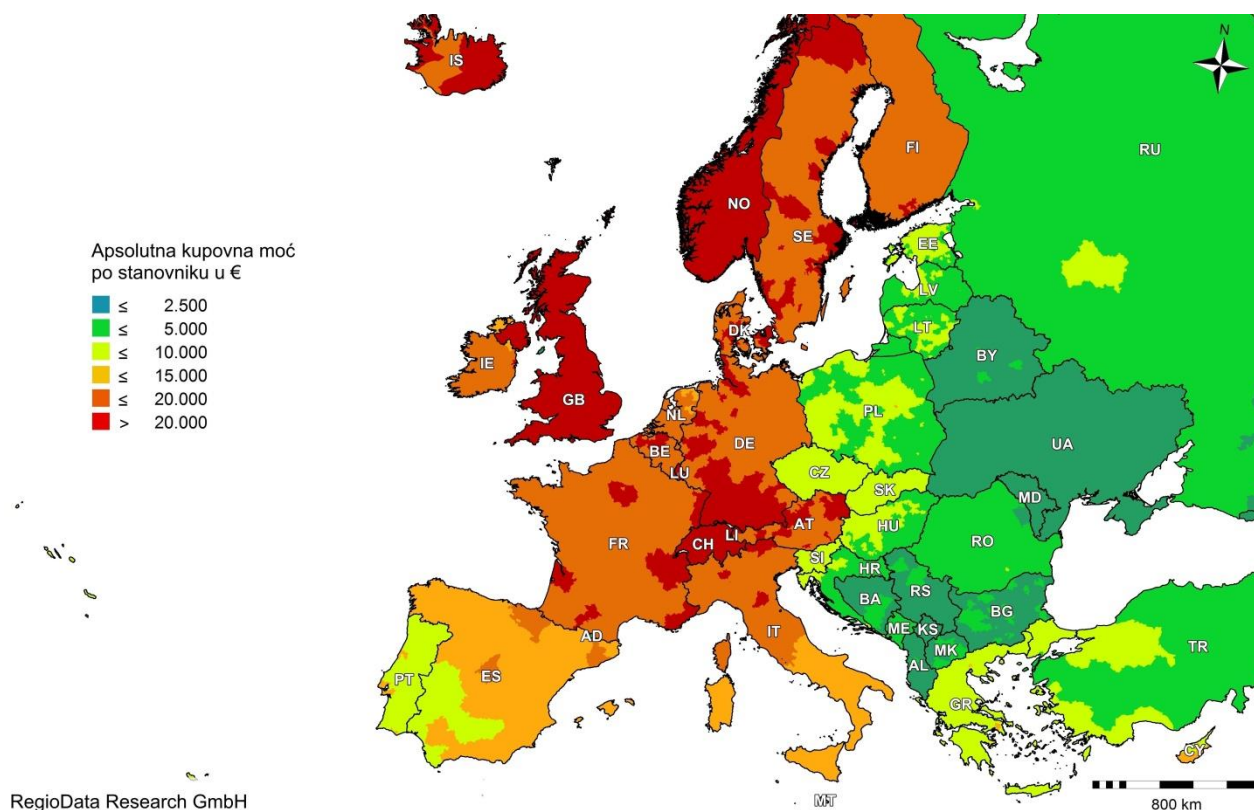 N
IS
FI
RU
NO
SE
EE
Apsolutna kupovna moć
po stanovniku u €
≤ 2.500
≤ 5.000
≤ 10.000
≤ 15.000
≤ 20.000
> 20.000
LV
LT
DK
IE
BY
GB
NL
PL
DE
UA
BE
LU
CZ
SK
MD
AT
HU
FR
CH
LI
RO
SI
HR
BA
RS
BG
AD
IT
ME
KS
MK
TR
AL
ES
PT
GR
CY
MT
RegioData Research GmbH
800 km